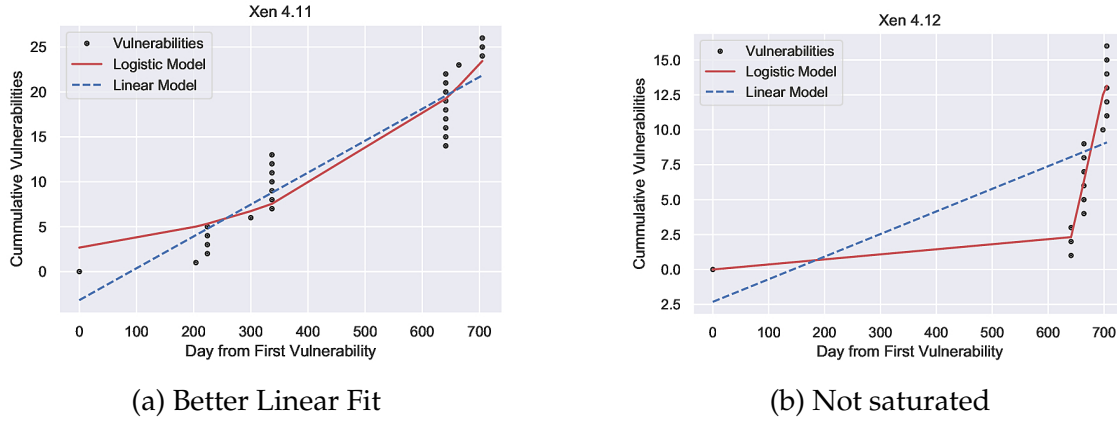 Xen 4.11
Cummulative Vulnerabilities
25
20
15
10
5
0
Vulnerabilities
Logistic Model
Linear Model
0 100 200 300 400 500 600 700
Day from First Vulnerability
(a) Better Linear Fit
Xen 4.12
Cummulative Vulnerabilities
15.0
12.5
10.0
7.5
5.0
2.5
0.0
2.5
Vulnerabilities
Logistic Model
Linear Model
0 100 200 300 400 500 600 700
Day from First Vulnerability
(b) Not saturated